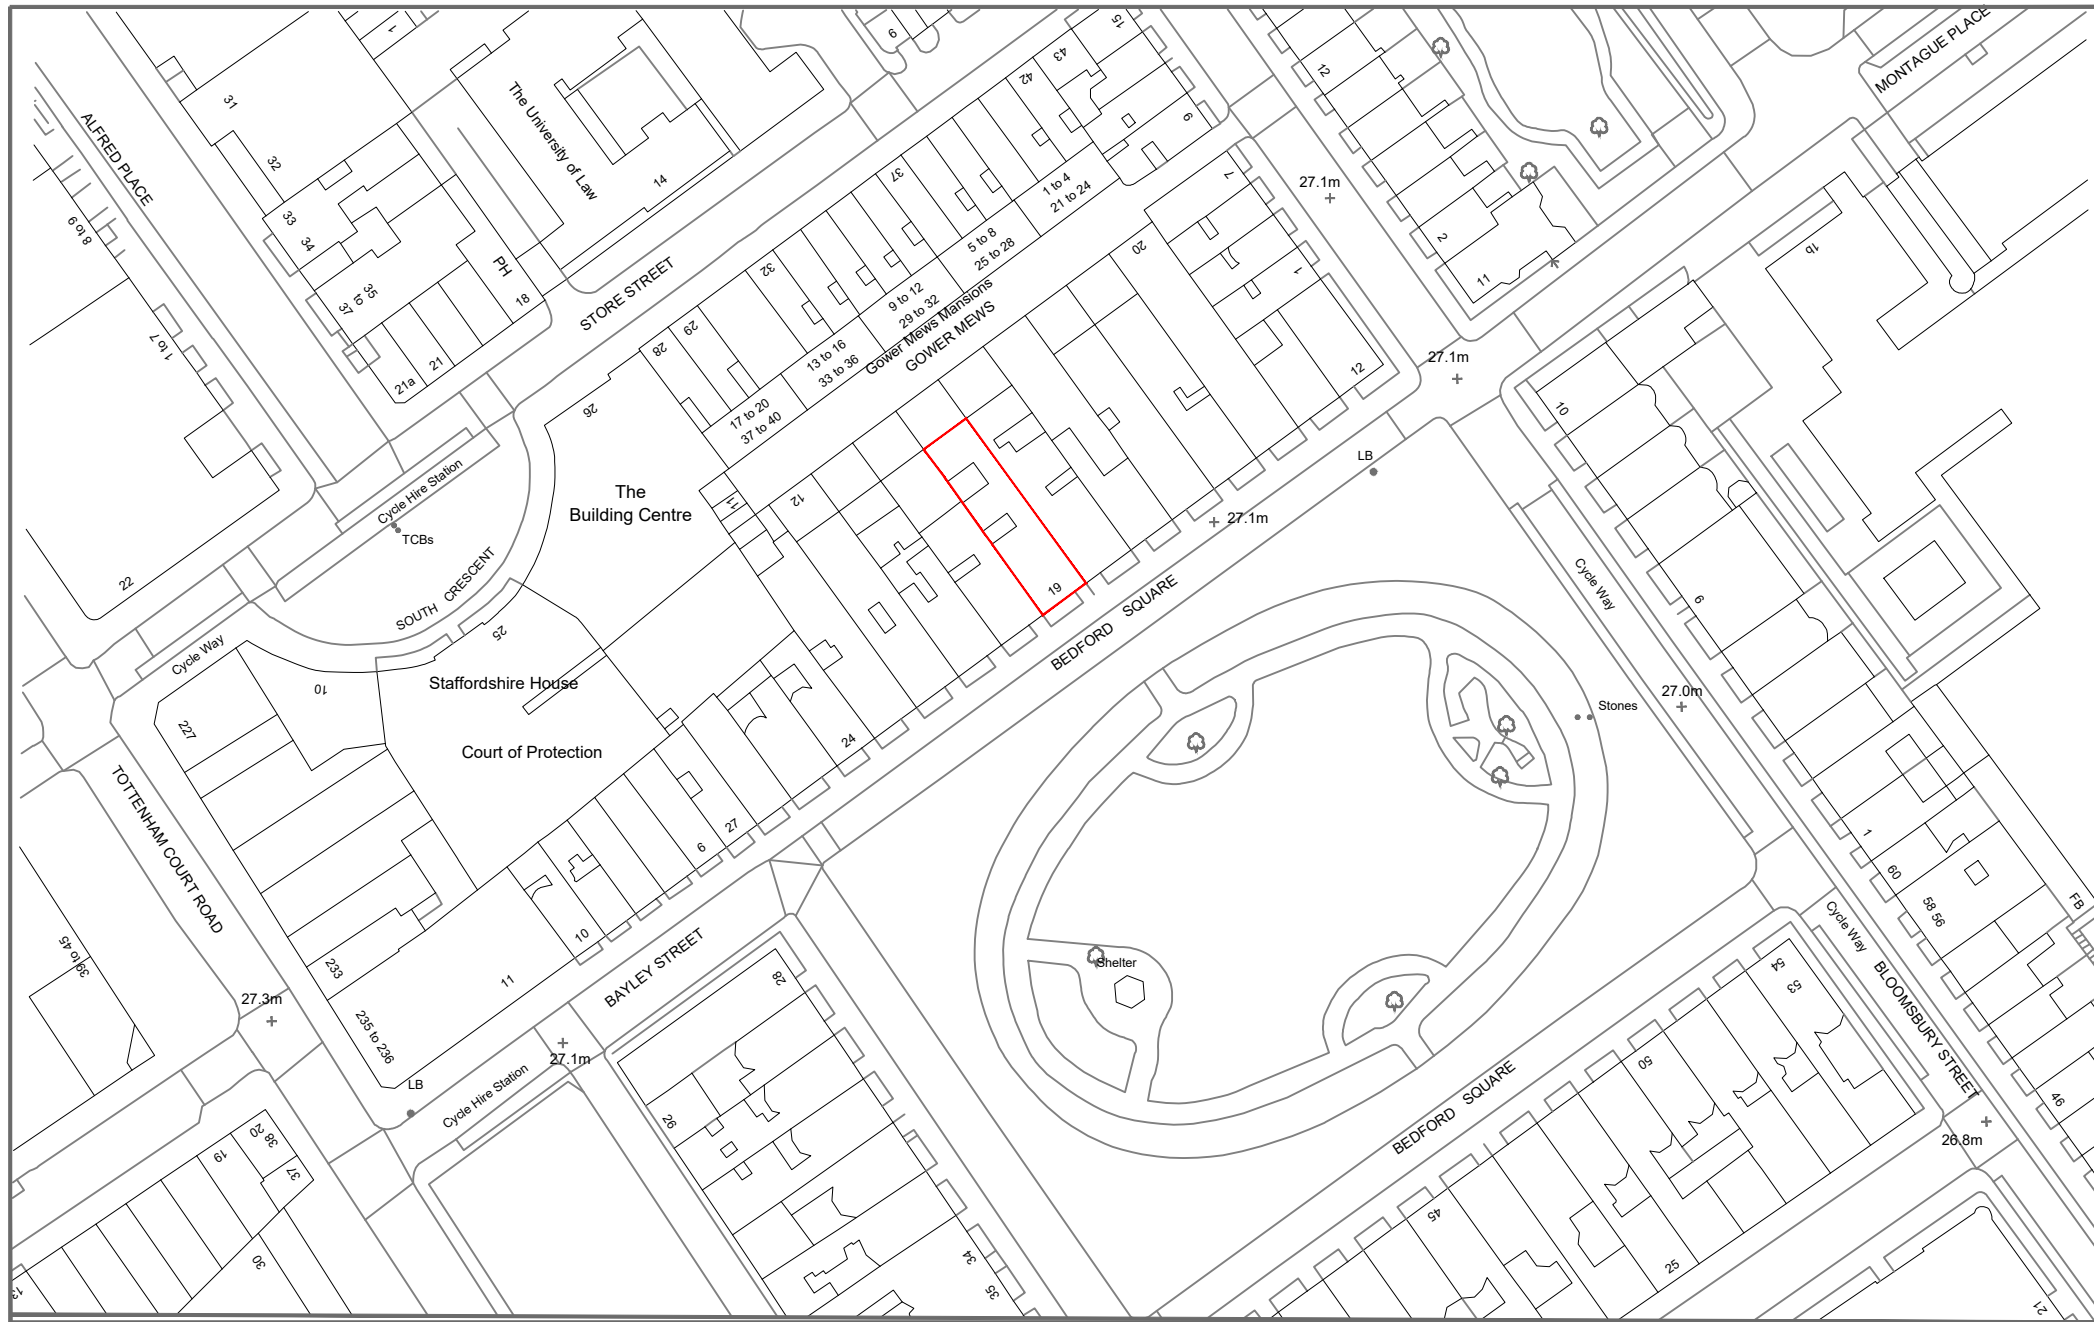 1
9
15
43
42
12
MONTAGUE PLACE
31
ALFRED PLACE
The University of Law
32
14
6
37
1 to 4
21 to 24
7
27.1m
33
34
8 to 9
PH
5 to 8
25 to 28
20
2
1b
11
35
to
37
18
STORE STREET
32
9 to 12
29 to 32
Gower Mews Mansions
GOWER MEWS
1
29
28
13 to 16
33 to 36
1 to 7
21a
21
26
17 to 20
37 to 40
27.1m
12
10
LB
Cycle Hire Station
TCBs
The
Building Centre
11
12
27.1m
22
SOUTH CRESCENT
25
19
BEDFORD SQUARE
Cycle Way
6
Cycle Way
10
Staffordshire House
Court of Protection
227
24
27.0m
Stones
TOTTENHAM COURT ROAD
6
27
1
60
58 56
FB
39 to 45
233
10
11
BAYLEY STREET
28
Shelter
Cycle Way
BLOOMSBURY STREET
54
53
27.3m
235 to 236
27.1m
LB
Cycle Hire Station
26
50
BEDFORD SQUARE
46
26.8m
20
38
19
37
30
34
35
45
25
21
13